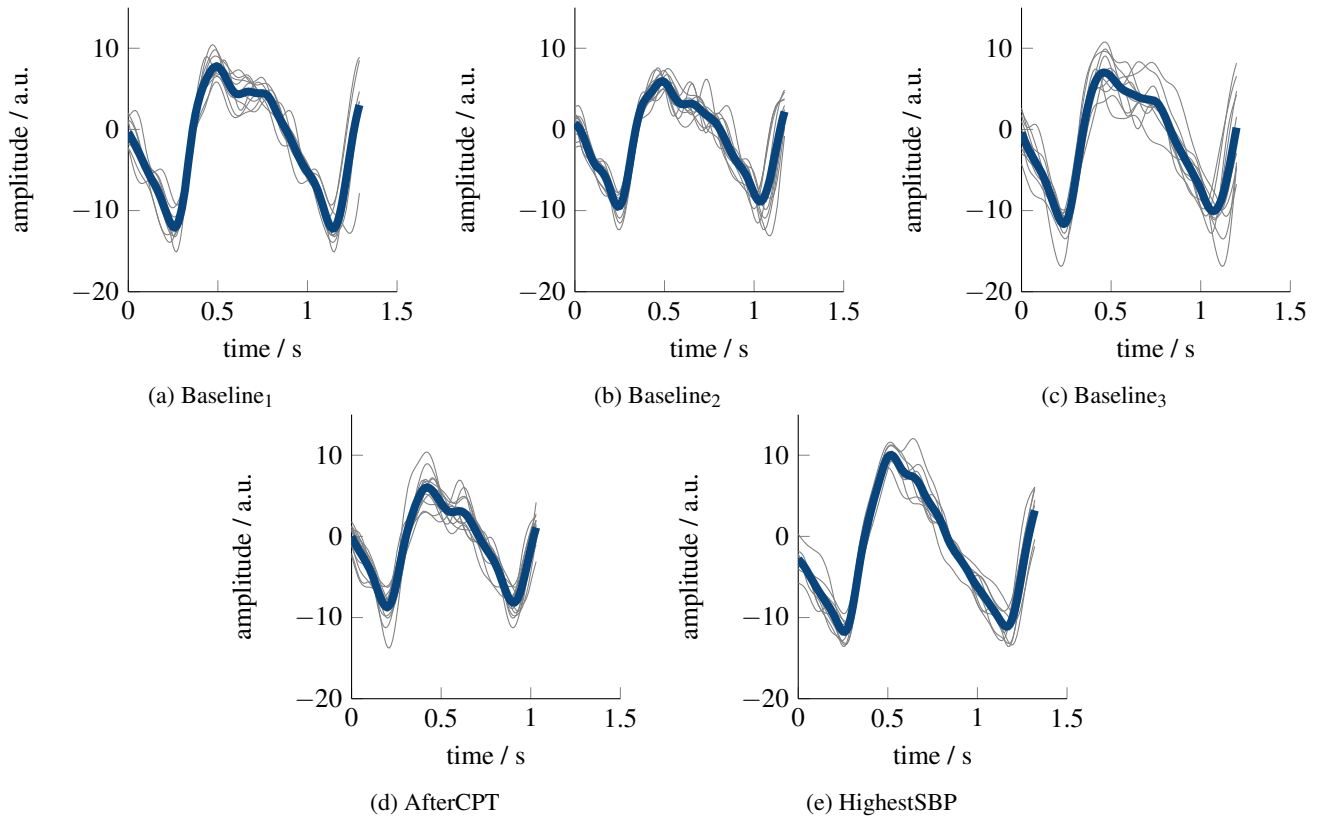 10
0
−10
−20
0
0.5
1
1.5
amplitude / a.u.
time / s
(a) Baseline₁
10
0
−10
−20
0
0.5
1
1.5
amplitude / a.u.
time / s
(b) Baseline₂
10
0
−10
−20
0
0.5
1
1.5
amplitude / a.u.
time / s
(c) Baseline₃
10
0
−10
−20
0
0.5
1
1.5
amplitude / a.u.
time / s
(d) AfterCPT
10
0
−10
−20
0
0.5
1
1.5
amplitude / a.u.
time / s
(e) HighestSBP